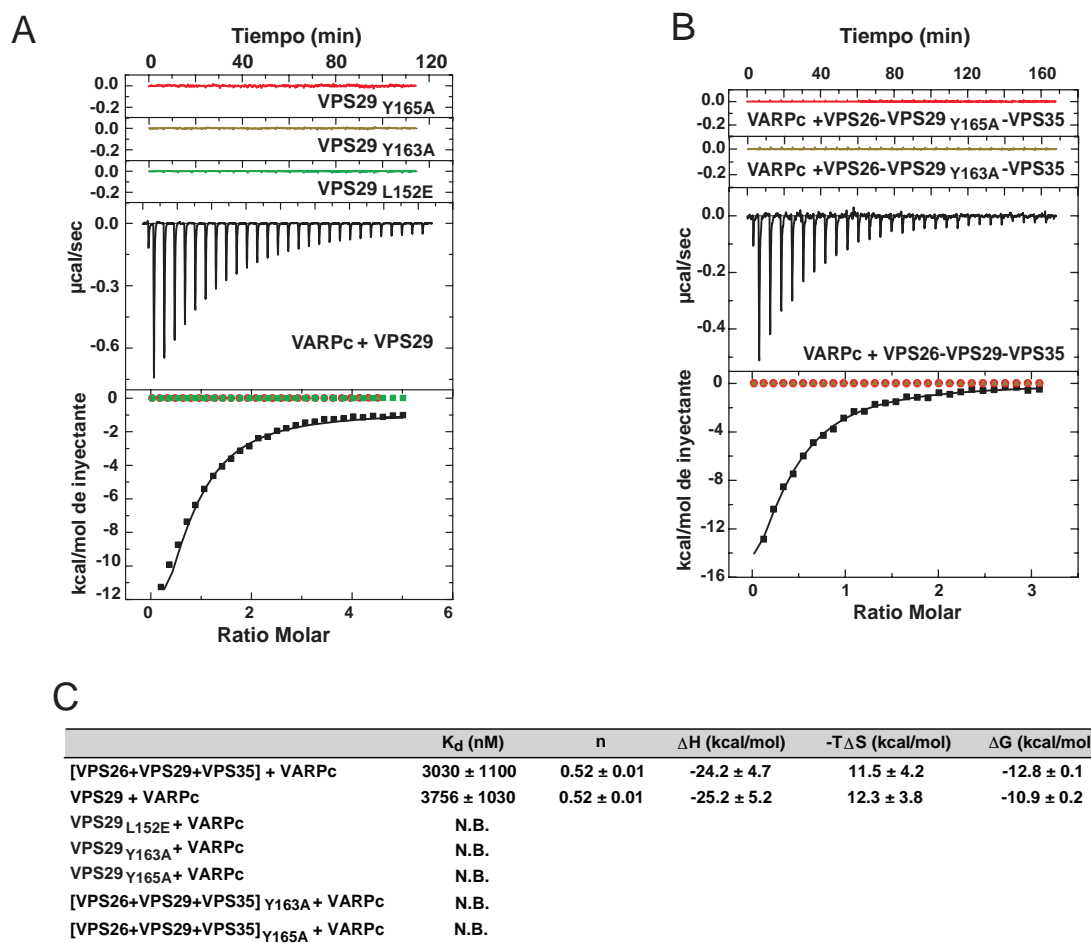 A
Tiempo (min)
0 40 80 120
0.0
-0.2
VPS29 Y165A
0.0
-0.2
VPS29 Y163A
0.0
-0.2
VPS29 L152E
0.0
-0.3
-0.6
µcal/sec
VARPc + VPS29
0
-2
-4
-6
-8
-10
-12
kcal/mol de inyectante
0 2 4 6
Ratio Molar
B
Tiempo (min)
0 40 80 120 160
0.0
-0.2
VARPc +VPS26-VPS29 Y165A -VPS35
0.0
-0.2
VARPc +VPS26-VPS29 Y163A -VPS35
0.0
-0.2
-0.4
µcal/sec
VARPc + VPS26-VPS29-VPS35
0
-4
-8
-12
-16
kcal/mol de inyectante
0 1 2 3
Ratio Molar
C
Kd (nM) n ΔH (kcal/mol) -TΔS (kcal/mol) ΔG (kcal/mol
[VPS26+VPS29+VPS35] + VARPc 3030 ± 1100 0.52 ± 0.01 -24.2 ± 4.7 11.5 ± 4.2 -12.8 ± 0.1
VPS29 + VARPc 3756 ± 1030 0.52 ± 0.01 -25.2 ± 5.2 12.3 ± 3.8 -10.9 ± 0.2
VPS29 L152E + VARPc N.B.
VPS29 Y163A + VARPc N.B.
VPS29 Y165A + VARPc N.B.
[VPS26+VPS29+VPS35] Y163A + VARPc N.B.
[VPS26+VPS29+VPS35] Y165A + VARPc N.B.